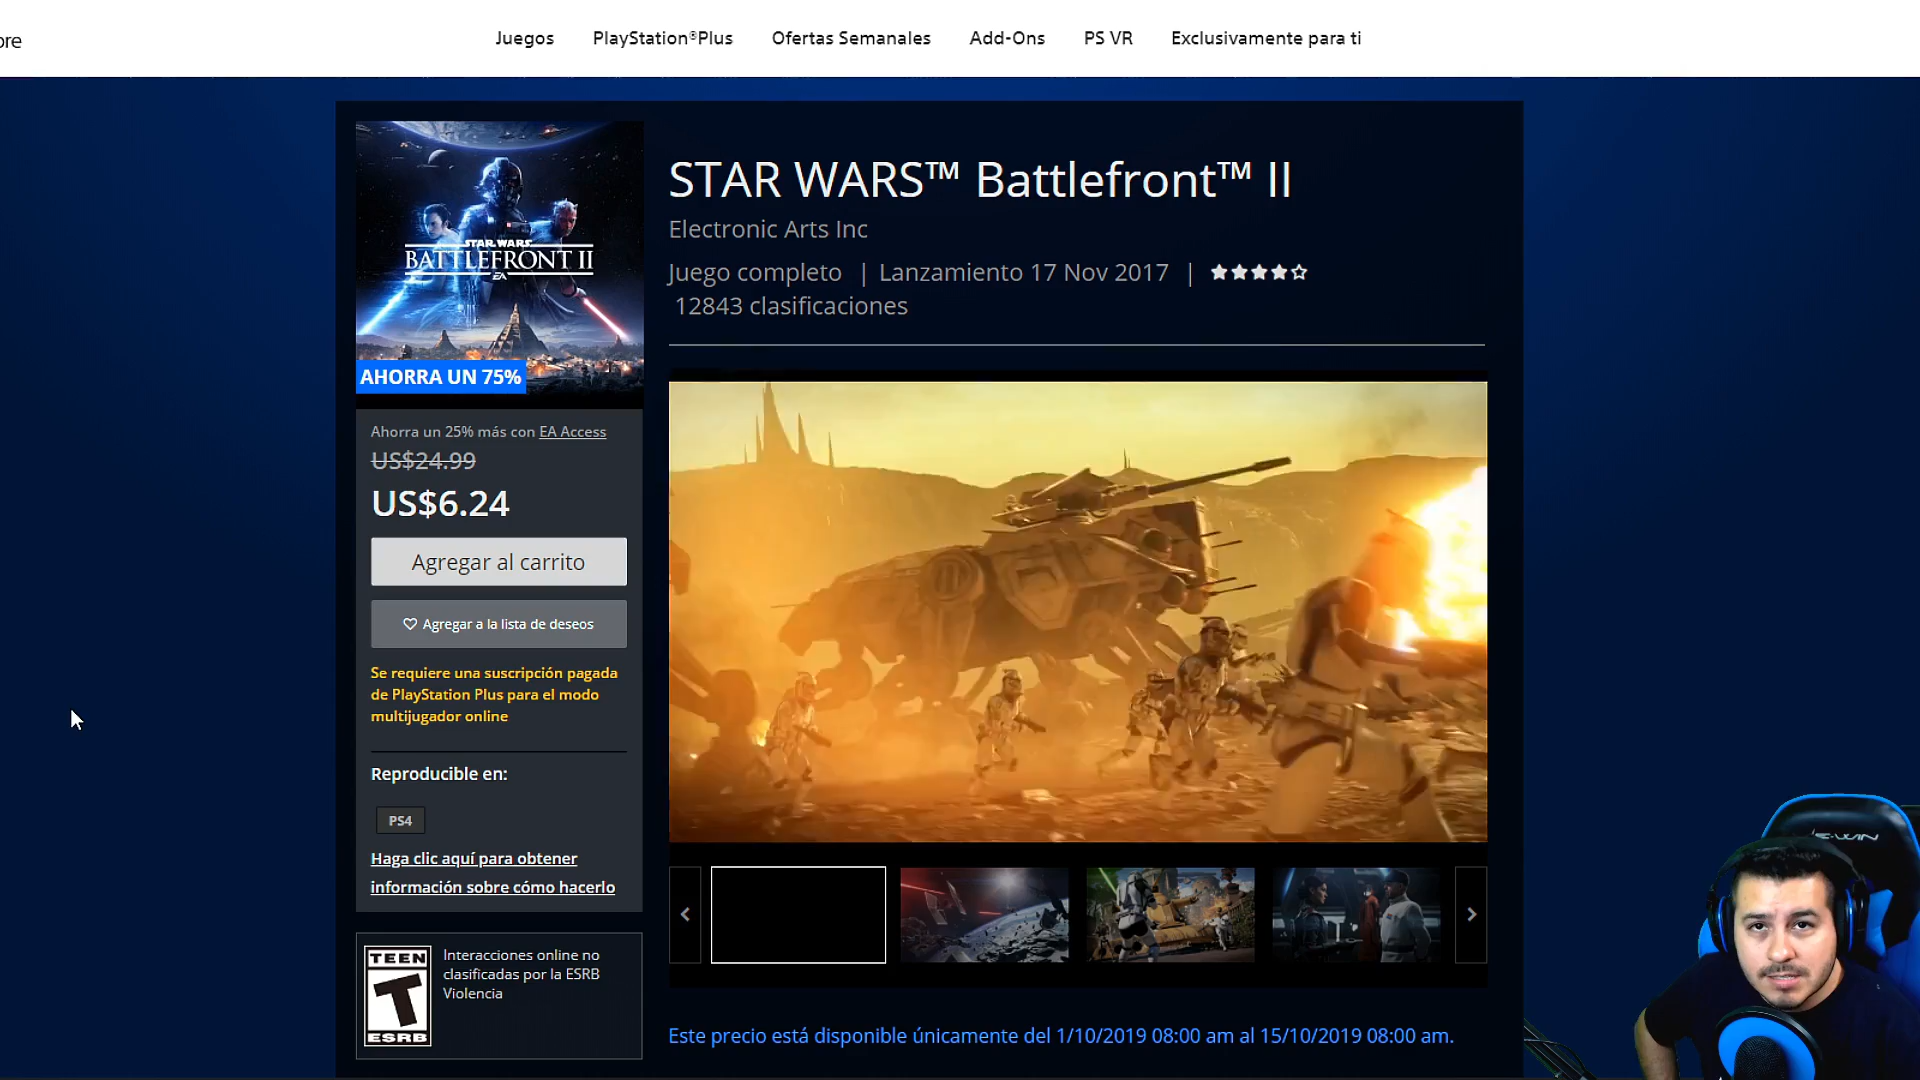 ore
Juegos
PlayStation®Plus
Ofertas Semanales
Add-Ons
PS VR
Exclusivamente para ti
STAR WARS
BATTLEFRONT II
EA
AHORRA UN 75%
STAR WARS™ Battlefront™ II
Electronic Arts Inc
Juego completo | Lanzamiento 17 Nov 2017 |
12843 clasificaciones
Ahorra un 25% más con EA Access
US$24.99
US$6.24
Agregar al carrito
Agregar a la lista de deseos
Se requiere una suscripción pagada
de PlayStation Plus para el modo
multijugador online
Reproducible en:
PS4
Haga clic aquí para obtener
información sobre cómo hacerlo
TEEN
T
ESRB
Interacciones online no
clasificadas por la ESRB
Violencia
Este precio está disponible únicamente del 1/10/2019 08:00 am al 15/10/2019 08:00 am.
E-WIN